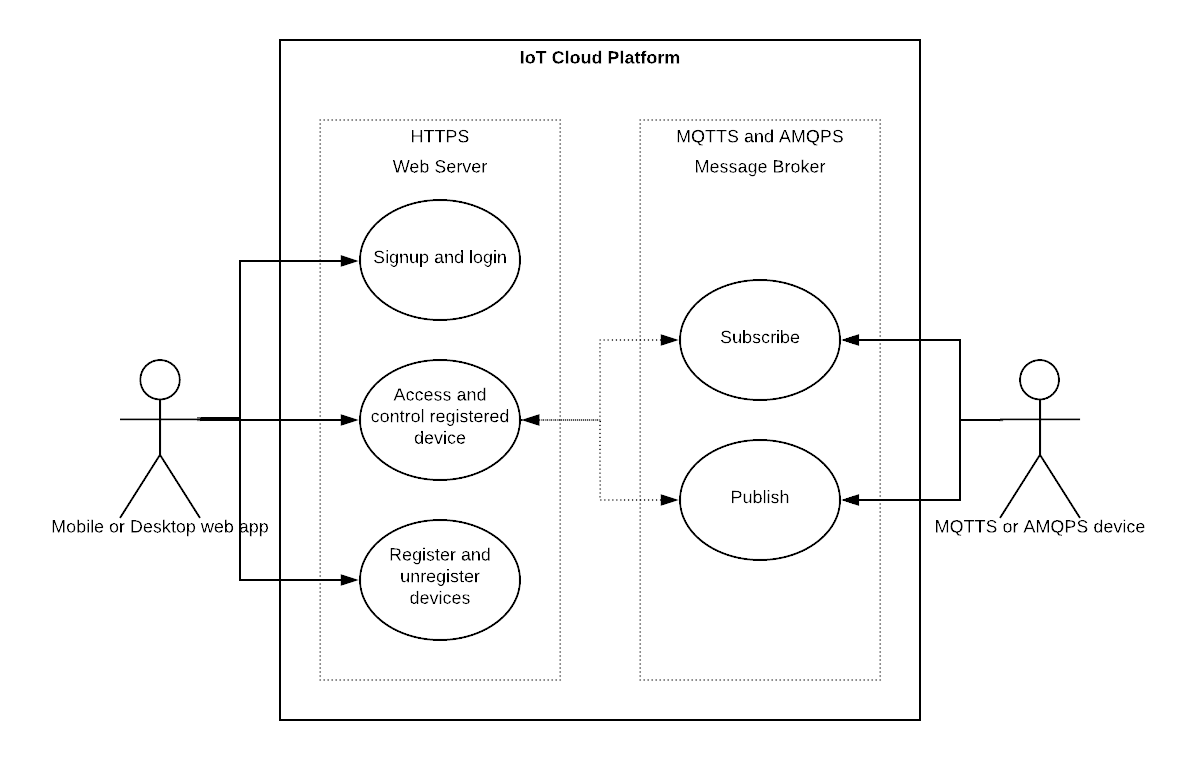 IoT Cloud Platform
HTTPS
Web Server
Signup and login
Access and
control registered
device
Register and
unregister
devices
MQTTS and AMQPS
Message Broker
Subscribe
Publish
Mobile or Desktop web app
MQTTS or AMQPS device